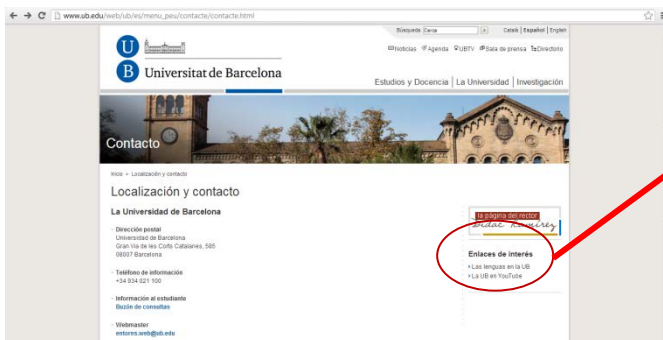 www.ub.edu/web/ub/es/menu_peu/contacte/contacte.html
Búsqueda Cerca Català | Español | English
Noticias Agenda UBTV Sala de prensa Directorio
U
B Universitat de Barcelona
Estudios y Docencia | La Universidad | Investigación
Contacto
Inicio > Localización y contacto
Localización y contacto
La Universidad de Barcelona
Dirección postal
Universidad de Barcelona
Gran Via de les Corts Catalanes, 585
08007 Barcelona
Teléfono de información
+34 934 021 100
Información al estudiante
Buzón de consultas
Webmaster
entorns.web@ub.edu
la página del rector
Dídac Ramírez
Enlaces de interés
Las lenguas en la UB
La UB en YouTube